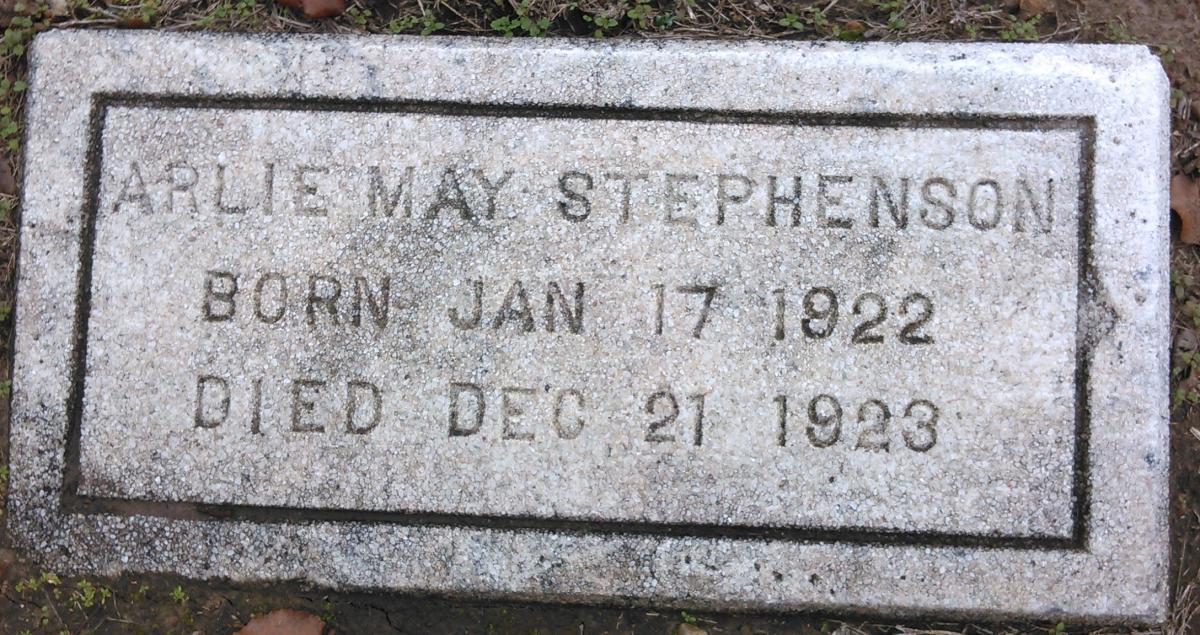 ARLIE MAY STEPHENSON
BORN JAN 17 1922
DIED DEC 21 1923